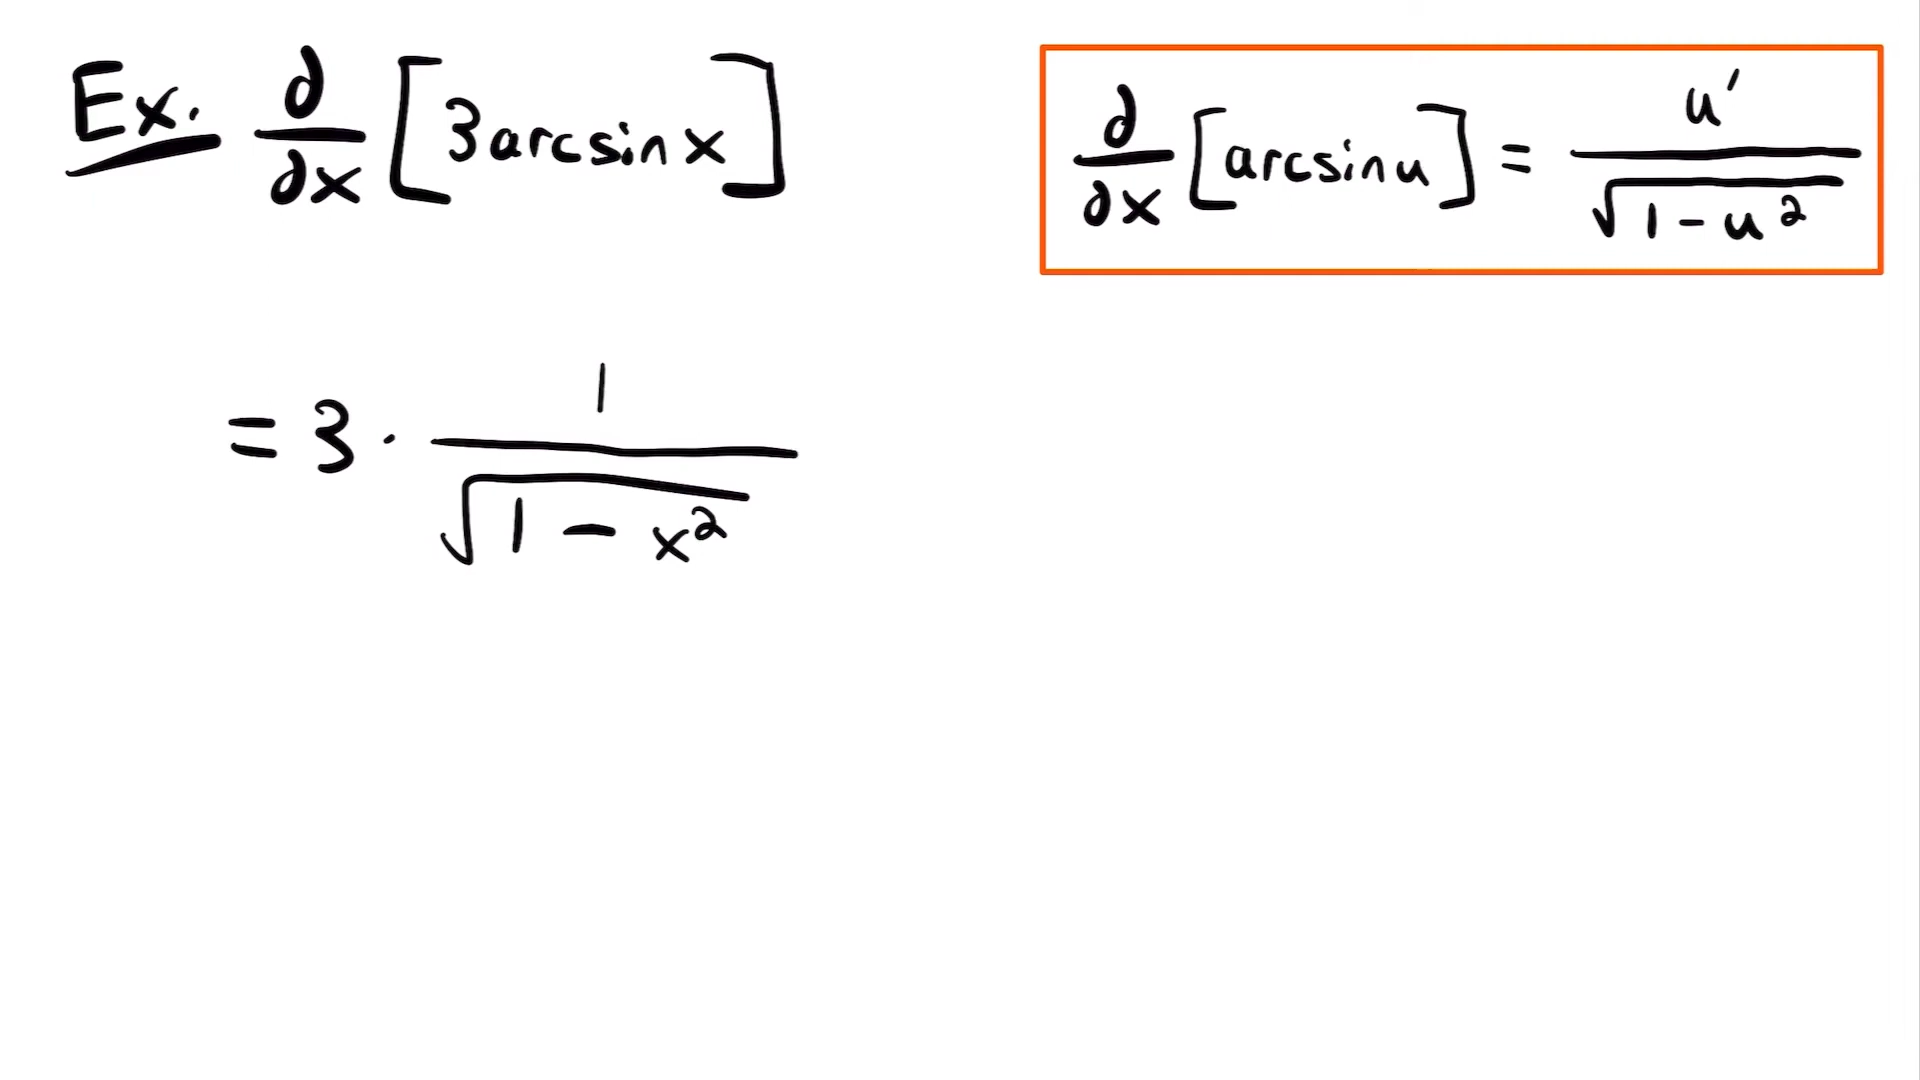 Ex. ∂/∂x [3arcsin x]
∂/∂x [arcsin u] = u'/√(1-u²)
= 3 · 1/√(1 - x²)